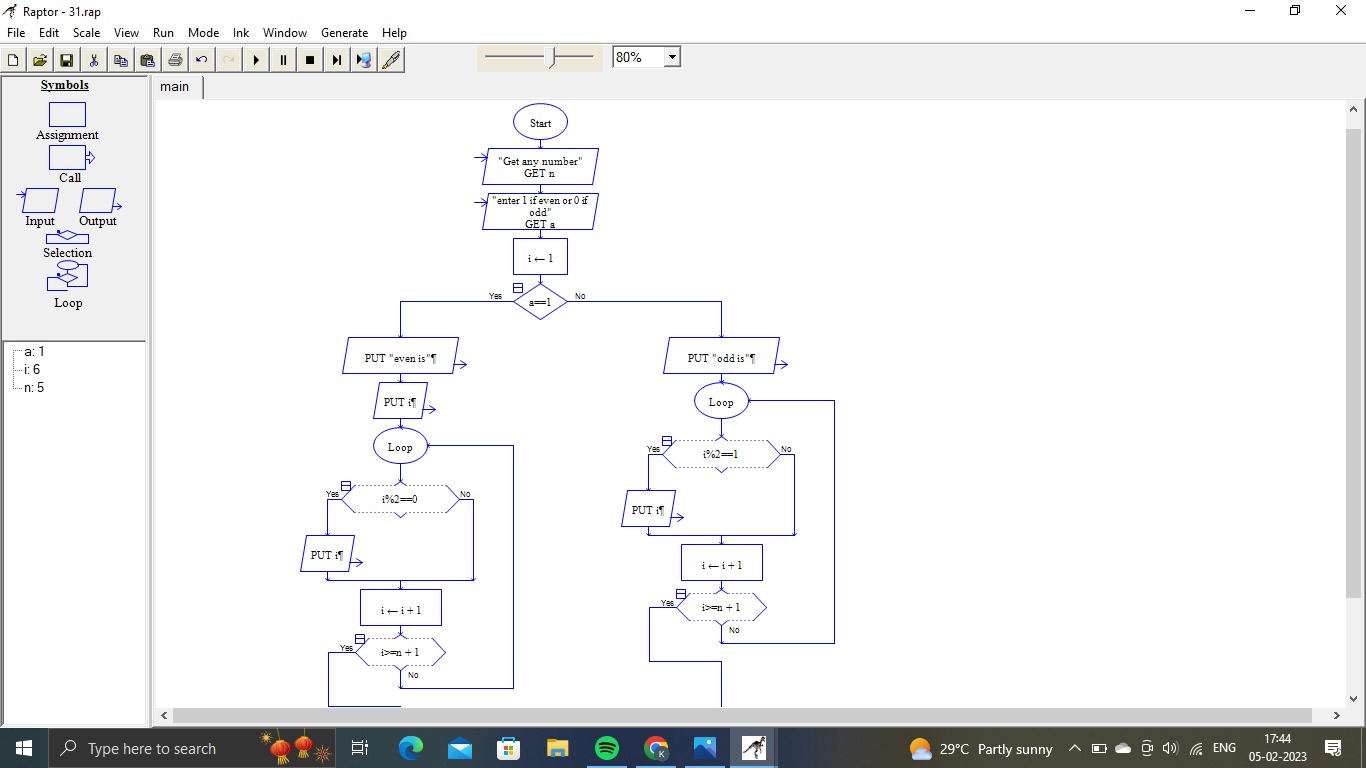 Raptor - 31.rap
File Edit Scale View Run Mode Ink Window Generate Help
80%
Symbols
Assignment
Call
Input Output
Selection
Loop
a: 1
i: 6
n: 5
main
Start
"Get any number"
GET n
"enter 1 if even or 0 if
odd"
GET a
i ← 1
Yes a==1 No
PUT "even is"¶
PUT i¶
Loop
Yes i%2==0 No
PUT i¶
i ← i + 1
Yes i>=n + 1
No
PUT "odd is"¶
Loop
Yes i%2==1 No
PUT i¶
i ← i + 1
Yes i>=n + 1
No
Type here to search
29°C Partly sunny
ENG
17:44
05-02-2023